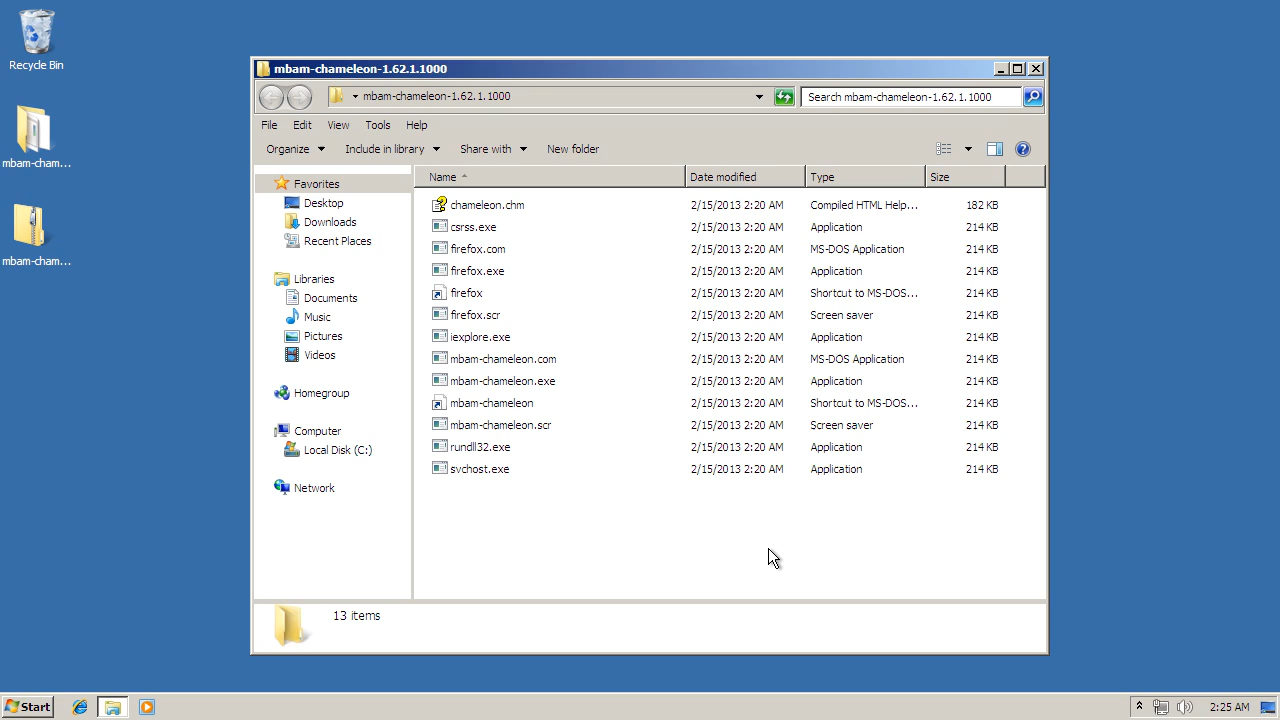 Recycle Bin
mbam-cham...
mbam-cham...
mbam-chameleon-1.62.1.1000
mbam-chameleon-1.62.1.1000
Search mbam-chameleon-1.62.1.1000
File Edit View Tools Help
Organize Include in library Share with New folder
Favorites
Desktop
Downloads
Recent Places
Libraries
Documents
Music
Pictures
Videos
Homegroup
Computer
Local Disk (C:)
Network
Name Date modified Type Size
chameleon.chm 2/15/2013 2:20 AM Compiled HTML Help... 182 KB
csrss.exe 2/15/2013 2:20 AM Application 214 KB
firefox.com 2/15/2013 2:20 AM MS-DOS Application 214 KB
firefox.exe 2/15/2013 2:20 AM Application 214 KB
firefox 2/15/2013 2:20 AM Shortcut to MS-DOS... 214 KB
firefox.scr 2/15/2013 2:20 AM Screen saver 214 KB
iexplore.exe 2/15/2013 2:20 AM Application 214 KB
mbam-chameleon.com 2/15/2013 2:20 AM MS-DOS Application 214 KB
mbam-chameleon.exe 2/15/2013 2:20 AM Application 214 KB
mbam-chameleon 2/15/2013 2:20 AM Shortcut to MS-DOS... 214 KB
mbam-chameleon.scr 2/15/2013 2:20 AM Screen saver 214 KB
rundll32.exe 2/15/2013 2:20 AM Application 214 KB
svchost.exe 2/15/2013 2:20 AM Application 214 KB
13 items
Start
2:25 AM